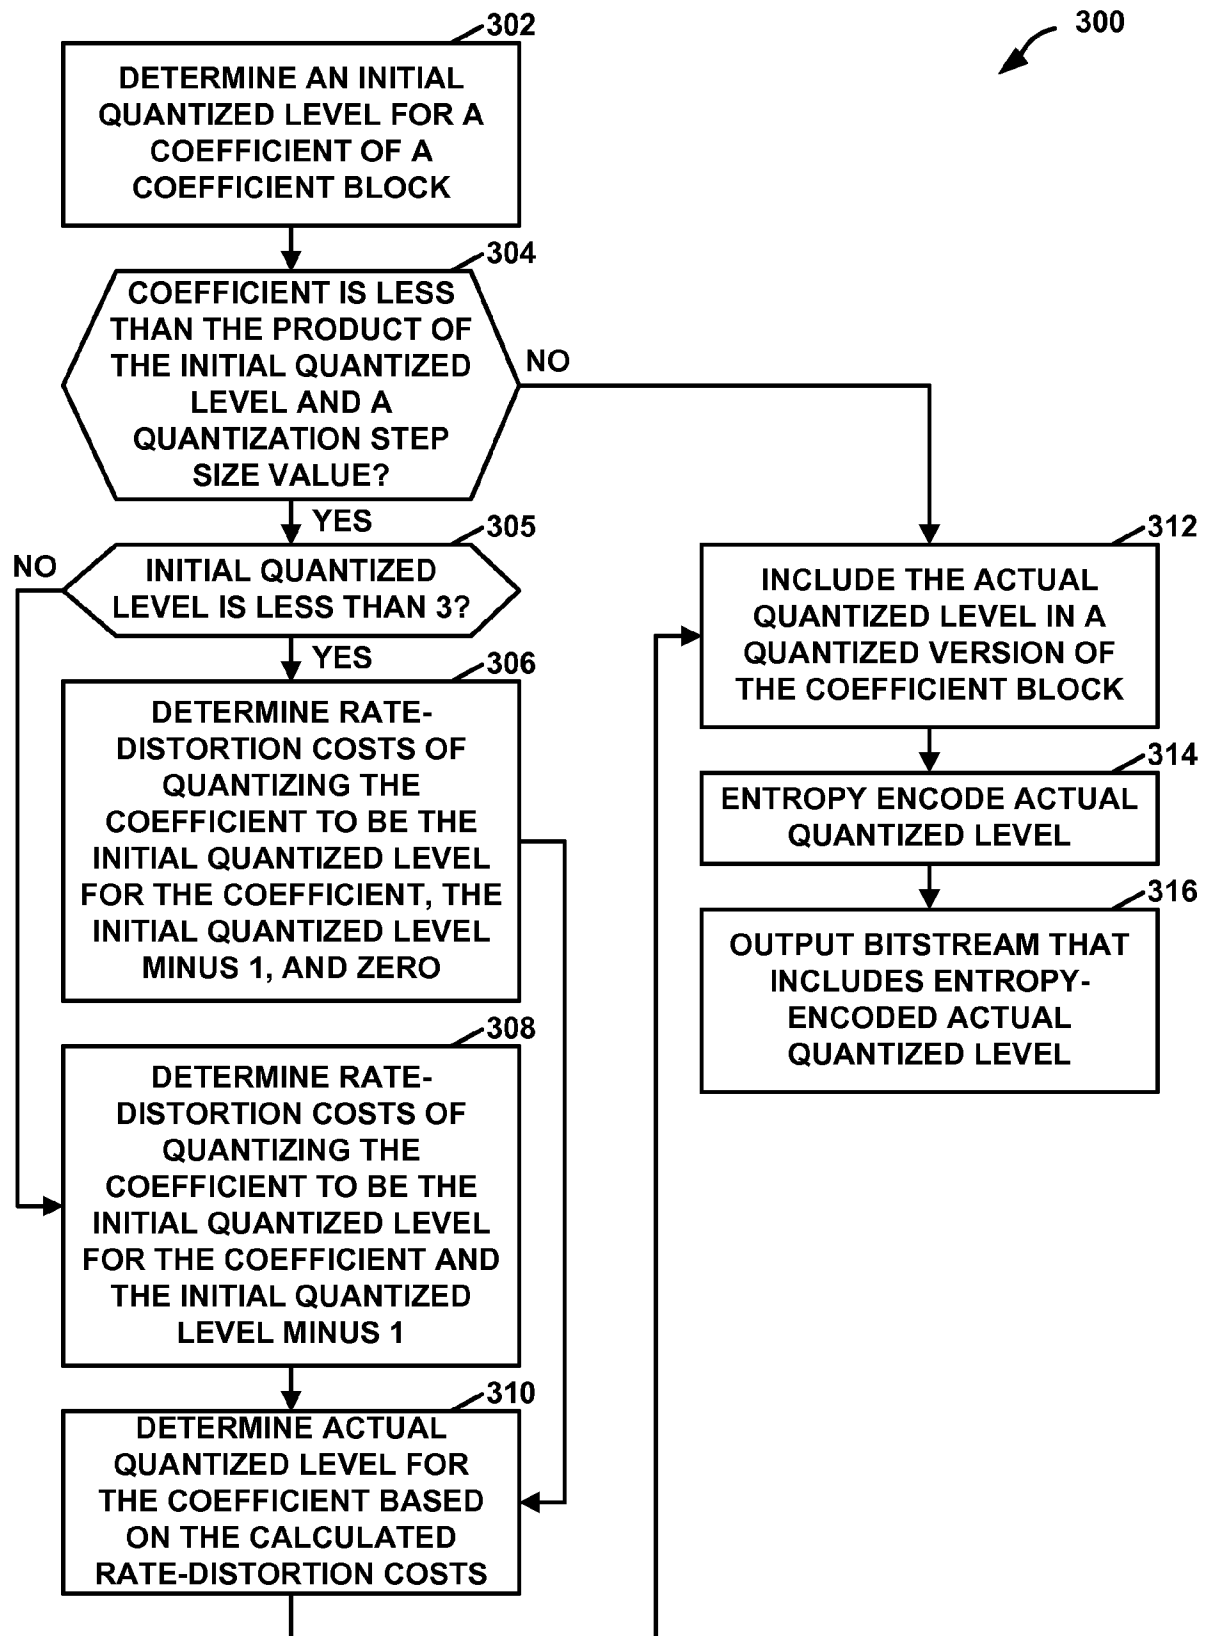 302
300
DETERMINE AN INITIAL
QUANTIZED LEVEL FOR A
COEFFICIENT OF A
COEFFICIENT BLOCK
304
COEFFICIENT IS LESS
THAN THE PRODUCT OF
THE INITIAL QUANTIZED
LEVEL AND A
QUANTIZATION STEP
SIZE VALUE?
NO
YES
305
NO
INITIAL QUANTIZED
LEVEL IS LESS THAN 3?
YES
306
DETERMINE RATE-
DISTORTION COSTS OF
QUANTIZING THE
COEFFICIENT TO BE THE
INITIAL QUANTIZED LEVEL
FOR THE COEFFICIENT, THE
INITIAL QUANTIZED LEVEL
MINUS 1, AND ZERO
308
DETERMINE RATE-
DISTORTION COSTS OF
QUANTIZING THE
COEFFICIENT TO BE THE
INITIAL QUANTIZED LEVEL
FOR THE COEFFICIENT AND
THE INITIAL QUANTIZED
LEVEL MINUS 1
310
DETERMINE ACTUAL
QUANTIZED LEVEL FOR
THE COEFFICIENT BASED
ON THE CALCULATED
RATE-DISTORTION COSTS
312
INCLUDE THE ACTUAL
QUANTIZED LEVEL IN A
QUANTIZED VERSION OF
THE COEFFICIENT BLOCK
314
ENTROPY ENCODE ACTUAL
QUANTIZED LEVEL
316
OUTPUT BITSTREAM THAT
INCLUDES ENTROPY-
ENCODED ACTUAL
QUANTIZED LEVEL